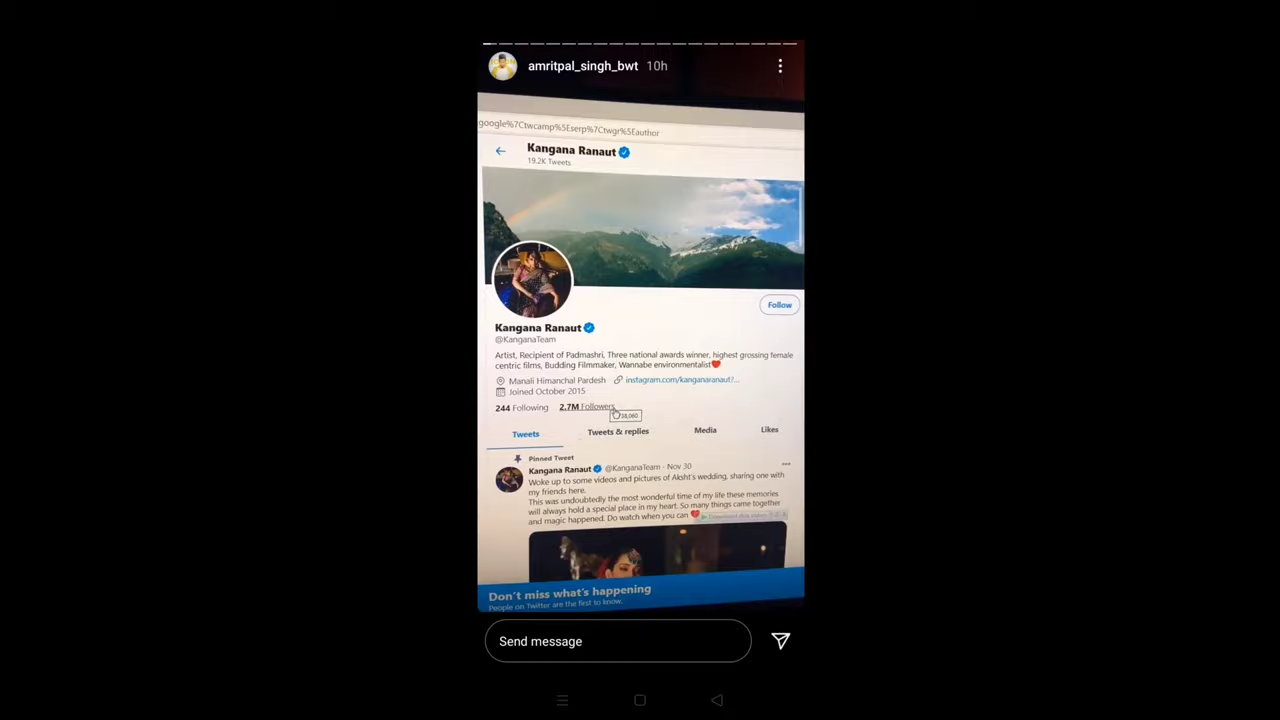 amritpal_singh_bwt 10h
google%7Ctwcamp%5Eserp%7Ctwgr%5Eauthor
Kangana Ranaut
19.2K Tweets
Follow
Kangana Ranaut
@KanganaTeam
Artist, Recipient of Padmashri, Three national awards winner, highest grossing female
centric films, Budding Filmmaker, Wannabe environmentalist❤️
Manali Himanchal Pardesh instagram.com/kanganaranaut?...
Joined October 2015
244 Following 2.7M Followers
Tweets Tweets & replies Media Likes
Pinned Tweet
Kangana Ranaut @KanganaTeam · Nov 30
Woke up to some videos and pictures of Aksht's wedding, sharing one with
my friends here.
This was undoubtedly the most wonderful time of my life these memories
will always hold a special place in my heart. So many things came together
and magic happened. Do watch when you can ❤️
Don't miss what's happening
People on Twitter are the first to know.
Send message